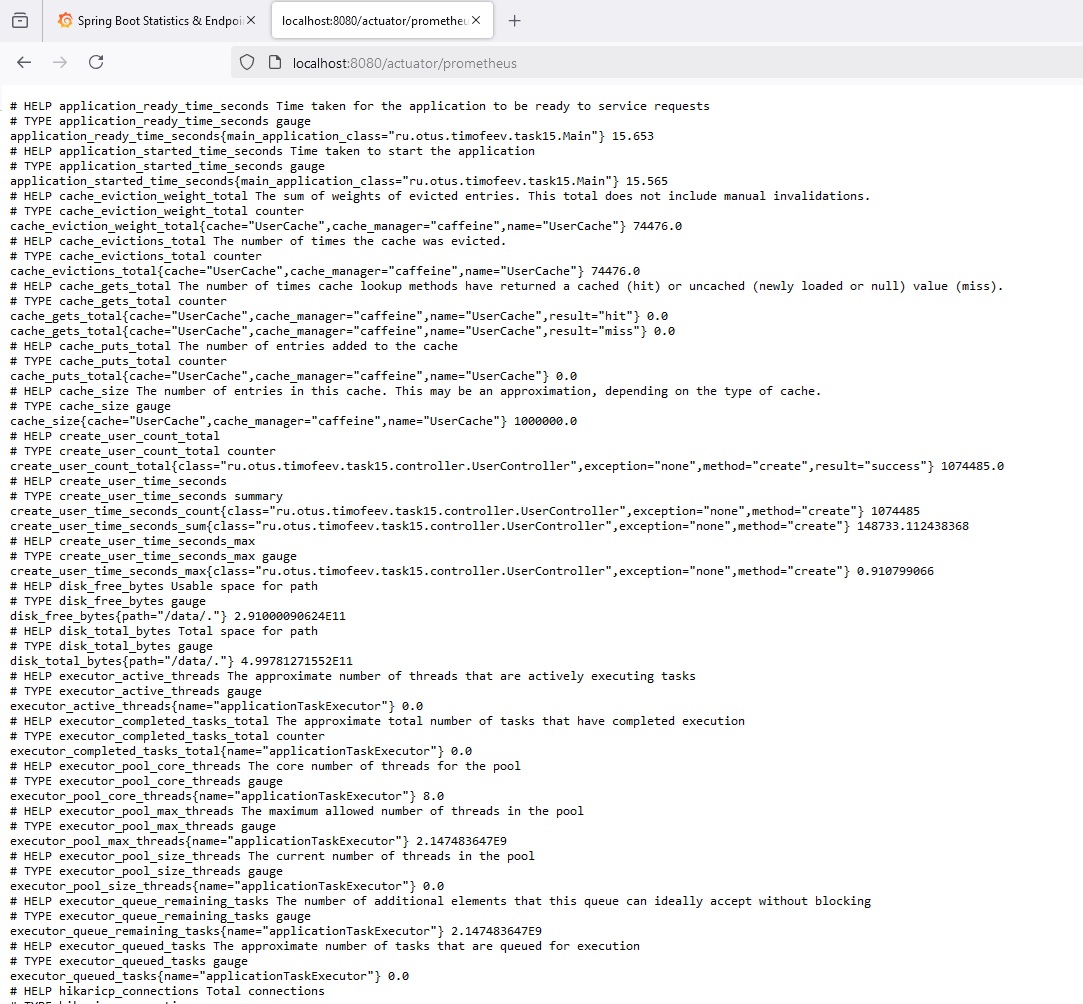 Spring Boot Statistics & Endpoi
localhost:8080/actuator/promethe
localhost:8080/actuator/prometheus
# HELP application_ready_time_seconds Time taken for the application to be ready to service requests
# TYPE application_ready_time_seconds gauge
application_ready_time_seconds{main_application_class="ru.otus.timofeev.task15.Main"} 15.653
# HELP application_started_time_seconds Time taken to start the application
# TYPE application_started_time_seconds gauge
application_started_time_seconds{main_application_class="ru.otus.timofeev.task15.Main"} 15.565
# HELP cache_eviction_weight_total The sum of weights of evicted entries. This total does not include manual invalidations.
# TYPE cache_eviction_weight_total counter
cache_eviction_weight_total{cache="UserCache",cache_manager="caffeine",name="UserCache"} 74476.0
# HELP cache_evictions_total The number of times the cache was evicted.
# TYPE cache_evictions_total counter
cache_evictions_total{cache="UserCache",cache_manager="caffeine",name="UserCache"} 74476.0
# HELP cache_gets_total The number of times cache lookup methods have returned a cached (hit) or uncached (newly loaded or null) value (miss).
# TYPE cache_gets_total counter
cache_gets_total{cache="UserCache",cache_manager="caffeine",name="UserCache",result="hit"} 0.0
cache_gets_total{cache="UserCache",cache_manager="caffeine",name="UserCache",result="miss"} 0.0
# HELP cache_puts_total The number of entries added to the cache
# TYPE cache_puts_total counter
cache_puts_total{cache="UserCache",cache_manager="caffeine",name="UserCache"} 0.0
# HELP cache_size The number of entries in this cache. This may be an approximation, depending on the type of cache.
# TYPE cache_size gauge
cache_size{cache="UserCache",cache_manager="caffeine",name="UserCache"} 1000000.0
# HELP create_user_count_total
# TYPE create_user_count_total counter
create_user_count_total{class="ru.otus.timofeev.task15.controller.UserController",exception="none",method="create",result="success"} 1074485.0
# HELP create_user_time_seconds
# TYPE create_user_time_seconds summary
create_user_time_seconds_count{class="ru.otus.timofeev.task15.controller.UserController",exception="none",method="create"} 1074485
create_user_time_seconds_sum{class="ru.otus.timofeev.task15.controller.UserController",exception="none",method="create"} 148733.112438368
# HELP create_user_time_seconds_max
# TYPE create_user_time_seconds_max gauge
create_user_time_seconds_max{class="ru.otus.timofeev.task15.controller.UserController",exception="none",method="create"} 0.910799066
# HELP disk_free_bytes Usable space for path
# TYPE disk_free_bytes gauge
disk_free_bytes{path="/data/."} 2.91000090624E11
# HELP disk_total_bytes Total space for path
# TYPE disk_total_bytes gauge
disk_total_bytes{path="/data/."} 4.99781271552E11
# HELP executor_active_threads The approximate number of threads that are actively executing tasks
# TYPE executor_active_threads gauge
executor_active_threads{name="applicationTaskExecutor"} 0.0
# HELP executor_completed_tasks_total The approximate total number of tasks that have completed execution
# TYPE executor_completed_tasks_total counter
executor_completed_tasks_total{name="applicationTaskExecutor"} 0.0
# HELP executor_pool_core_threads The core number of threads for the pool
# TYPE executor_pool_core_threads gauge
executor_pool_core_threads{name="applicationTaskExecutor"} 8.0
# HELP executor_pool_max_threads The maximum allowed number of threads in the pool
# TYPE executor_pool_max_threads gauge
executor_pool_max_threads{name="applicationTaskExecutor"} 2.147483647E9
# HELP executor_pool_size_threads The current number of threads in the pool
# TYPE executor_pool_size_threads gauge
executor_pool_size_threads{name="applicationTaskExecutor"} 0.0
# HELP executor_queue_remaining_tasks The number of additional elements that this queue can ideally accept without blocking
# TYPE executor_queue_remaining_tasks gauge
executor_queue_remaining_tasks{name="applicationTaskExecutor"} 2.147483647E9
# HELP executor_queued_tasks The approximate number of tasks that are queued for execution
# TYPE executor_queued_tasks gauge
executor_queued_tasks{name="applicationTaskExecutor"} 0.0
# HELP hikaricp_connections Total connections